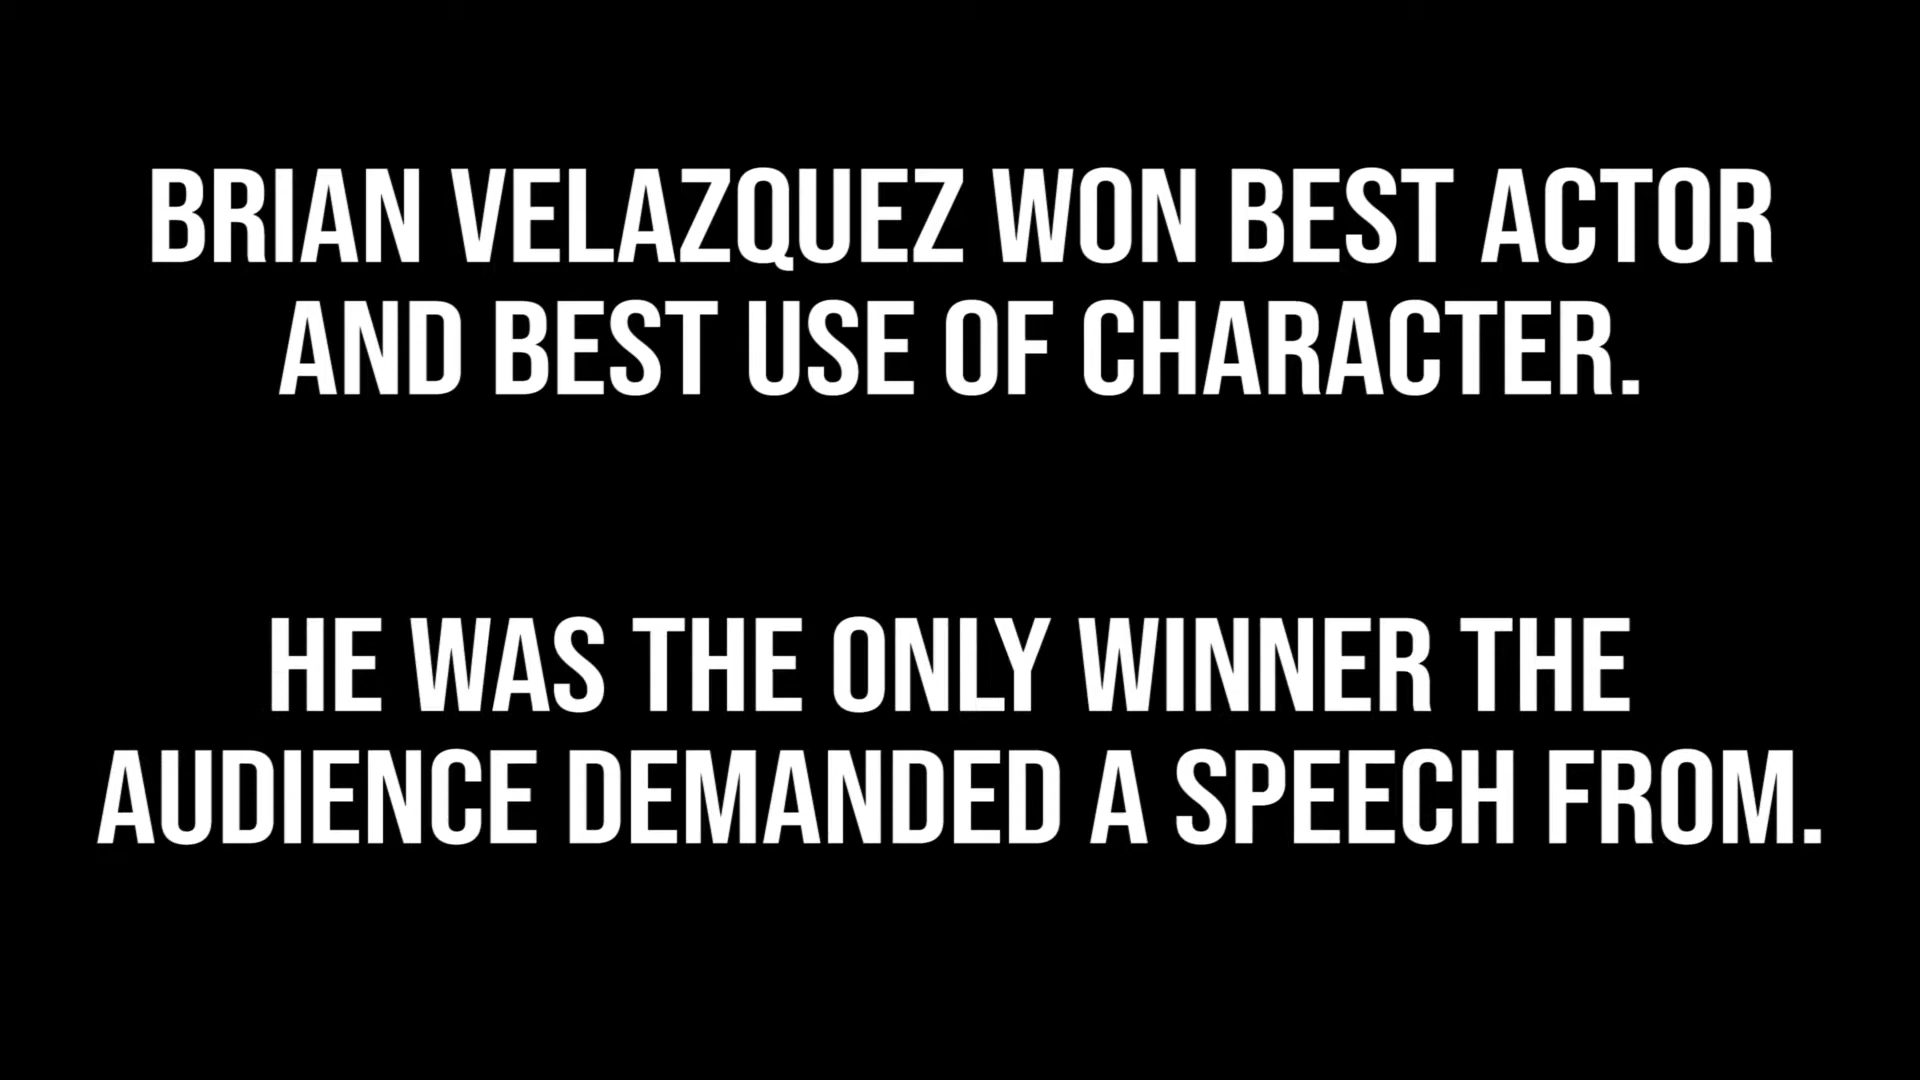 BRIAN VELAZQUEZ WON BEST ACTOR
AND BEST USE OF CHARACTER.
HE WAS THE ONLY WINNER THE
AUDIENCE DEMANDED A SPEECH FROM.